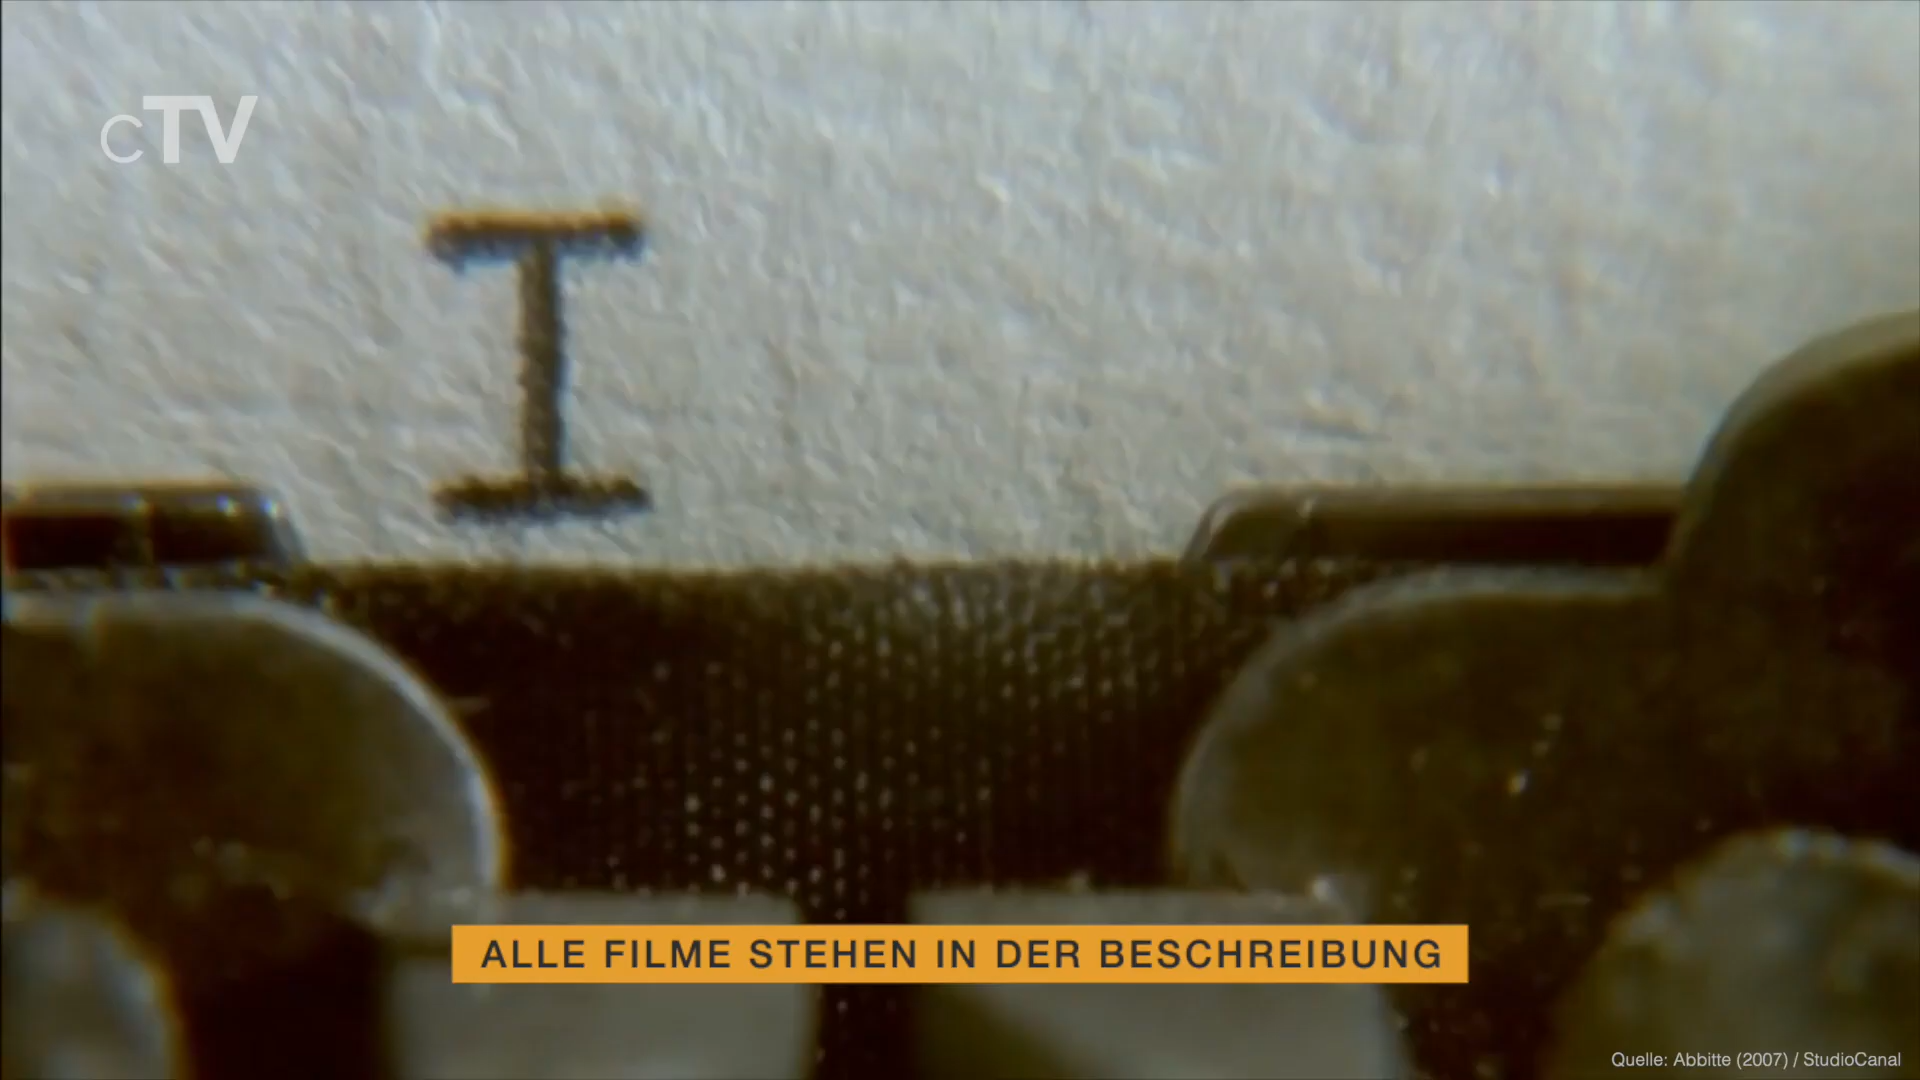 cTV
I
ALLE FILME STEHEN IN DER BESCHREIBUNG
Quelle: Abbitte (2007) / StudioCanal